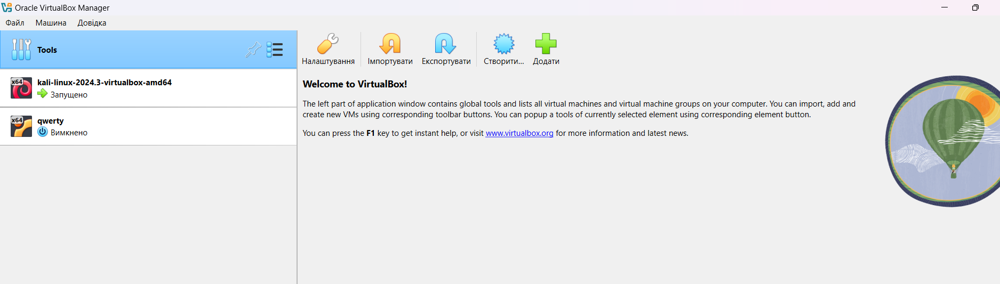 Oracle VirtualBox Manager
Файл Машина Довідка
Tools
x64
kali-linux-2024.3-virtualbox-amd64
Запущено
x64
qwerty
Вимкнено
Налаштування Імпортувати Експортувати Створити... Додати
Welcome to VirtualBox!
The left part of application window contains global tools and lists all virtual machines and virtual machine groups on your computer. You can import, add and
create new VMs using corresponding toolbar buttons. You can popup a tools of currently selected element using corresponding element button.
You can press the F1 key to get instant help, or visit www.virtualbox.org for more information and latest news.